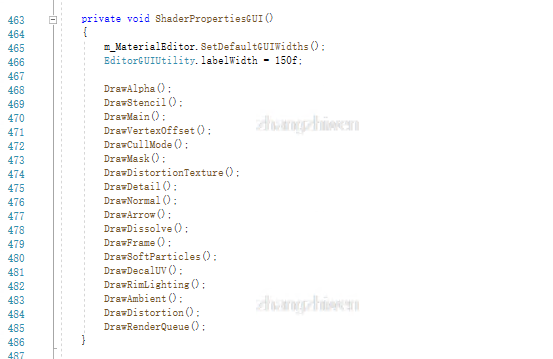 463 private void ShaderPropertiesGUI()
464 {
465 m_MaterialEditor.SetDefaultGUIWidths();
466 EditorGUIUtility.labelWidth = 150f;
467
468 DrawAlpha();
469 DrawStencil();
470 DrawMain();
471 DrawVertexOffset();
472 DrawCullMode();
473 DrawMask();
474 DrawDistortionTexture();
475 DrawDetail();
476 DrawNormal();
477 DrawArrow();
478 DrawDissolve();
479 DrawFrame();
480 DrawSoftParticles();
481 DrawDecalUV();
482 DrawRimLighting();
483 DrawAmbient();
484 DrawDistortion();
485 DrawRenderQueue();
486 }
487